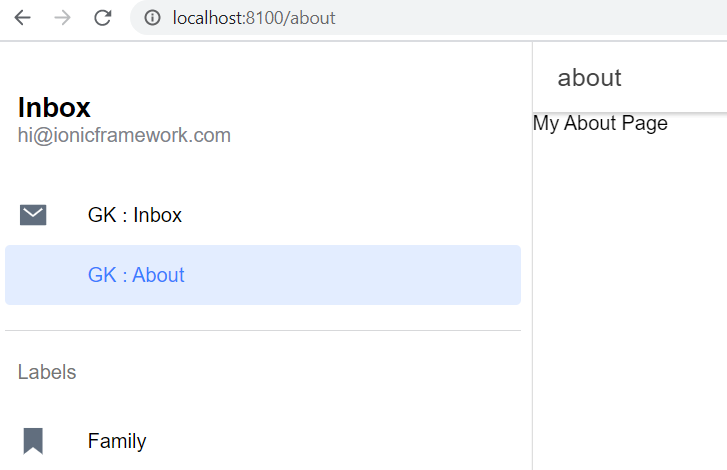 localhost:8100/about
Inbox
hi@ionicframework.com
GK : Inbox
GK : About
Labels
Family
about
My About Page